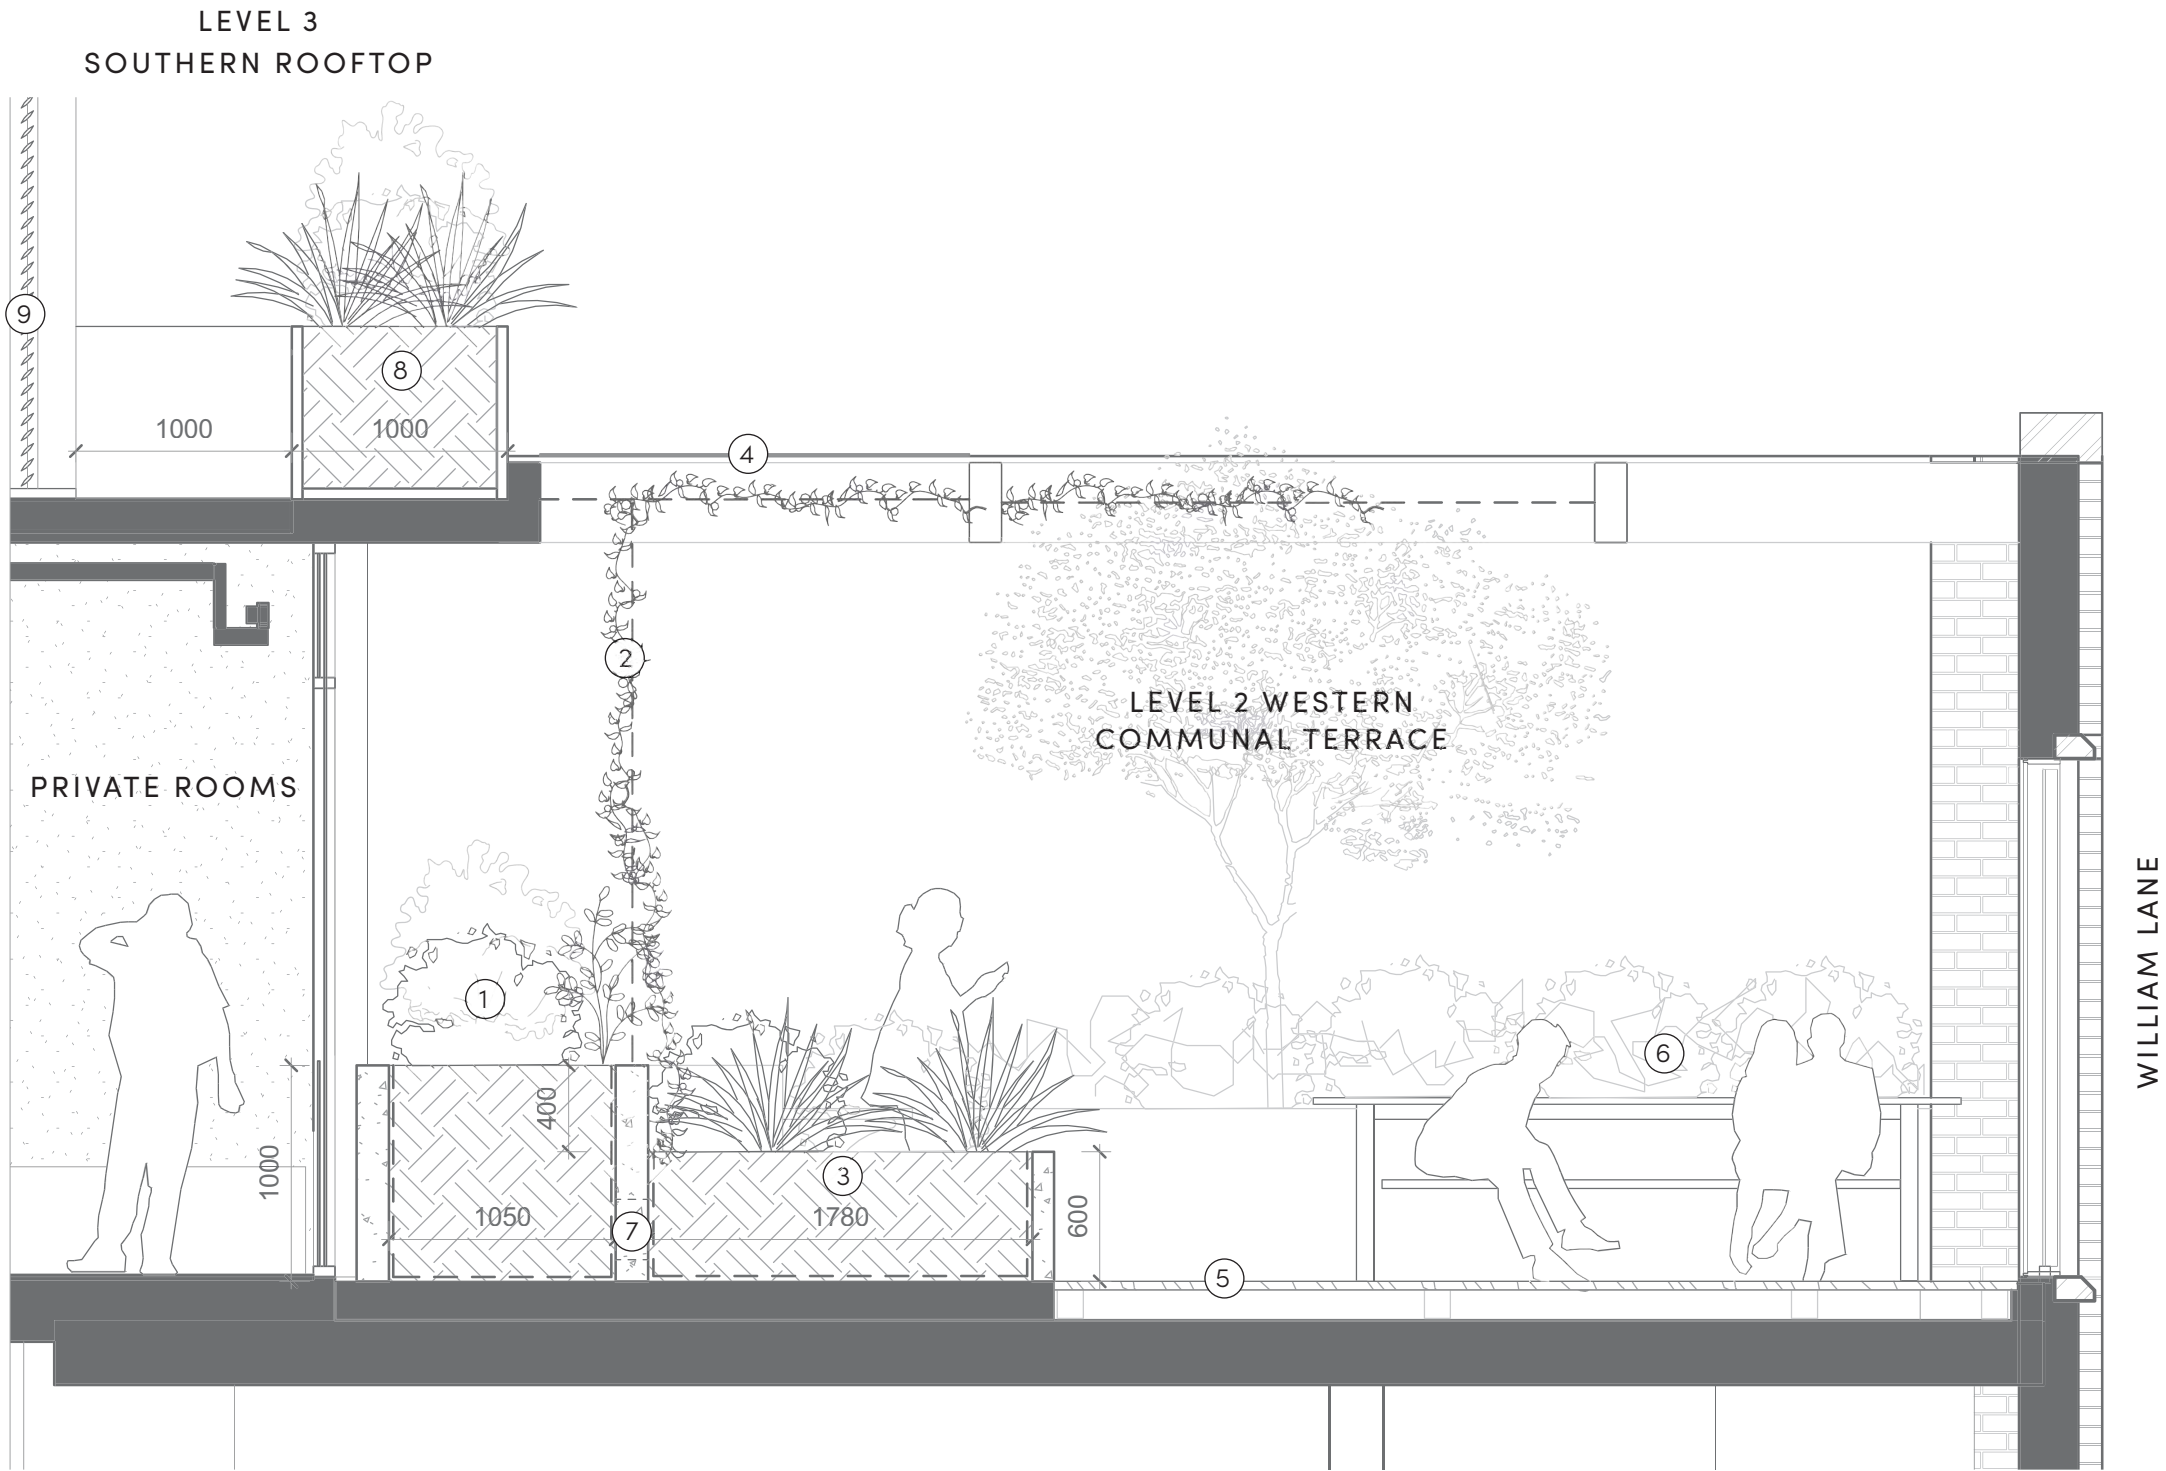 LEVEL 3
SOUTHERN ROOFTOP
9
8
1000
1000
4
2
LEVEL 2 WESTERN
COMMUNAL TERRACE
PRIVATE ROOMS
WILLIAM LANE
1
6
400
3
1000
1050
7
1780
600
5